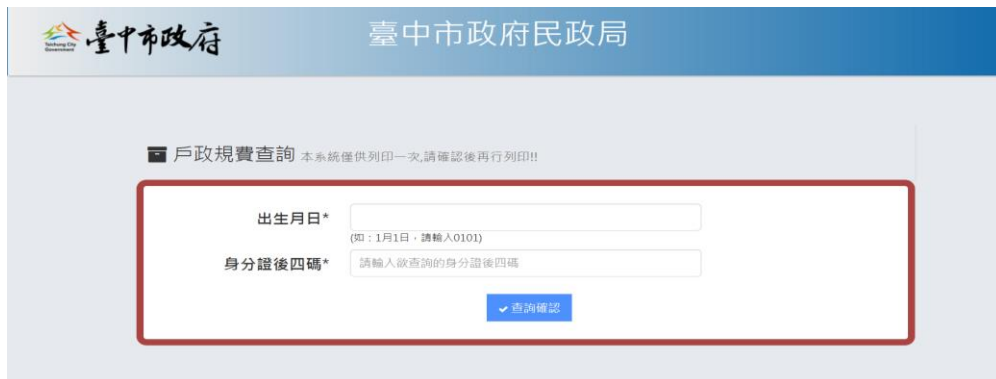 Taichung City
Government
臺中市政府
臺中市政府民政局
戶政規費查詢 本系統僅供列印一次,請確認後再行列印!!
出生月日*
(如：1月1日，請輸入0101)
身分證後四碼* 請輸入欲查詢的身分證後四碼
查詢確認